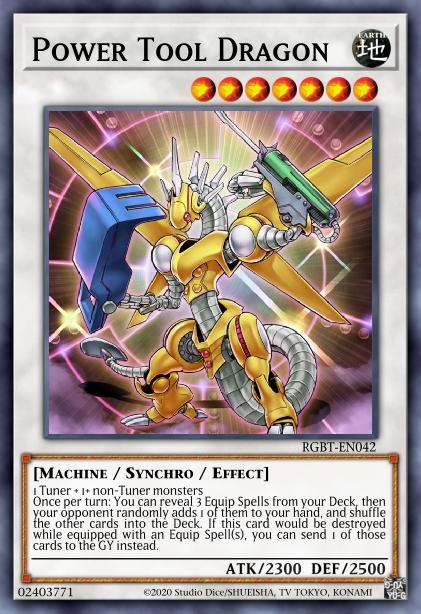 POWER TOOL DRAGON
EARTH
地
RGBT-EN042
[MACHINE / SYNCHRO / EFFECT]
1 Tuner + 1+ non-Tuner monsters
Once per turn: You can reveal 3 Equip Spells from your Deck, then
your opponent randomly adds 1 of them to your hand, and shuffle
the other cards into the Deck. If this card would be destroyed
while equipped with an Equip Spell(s), you can send 1 of those
cards to the GY instead.
ATK/2300 DEF/2500
02403771 ©2020 Studio Dice/SHUEISHA, TV TOKYO, KONAMI